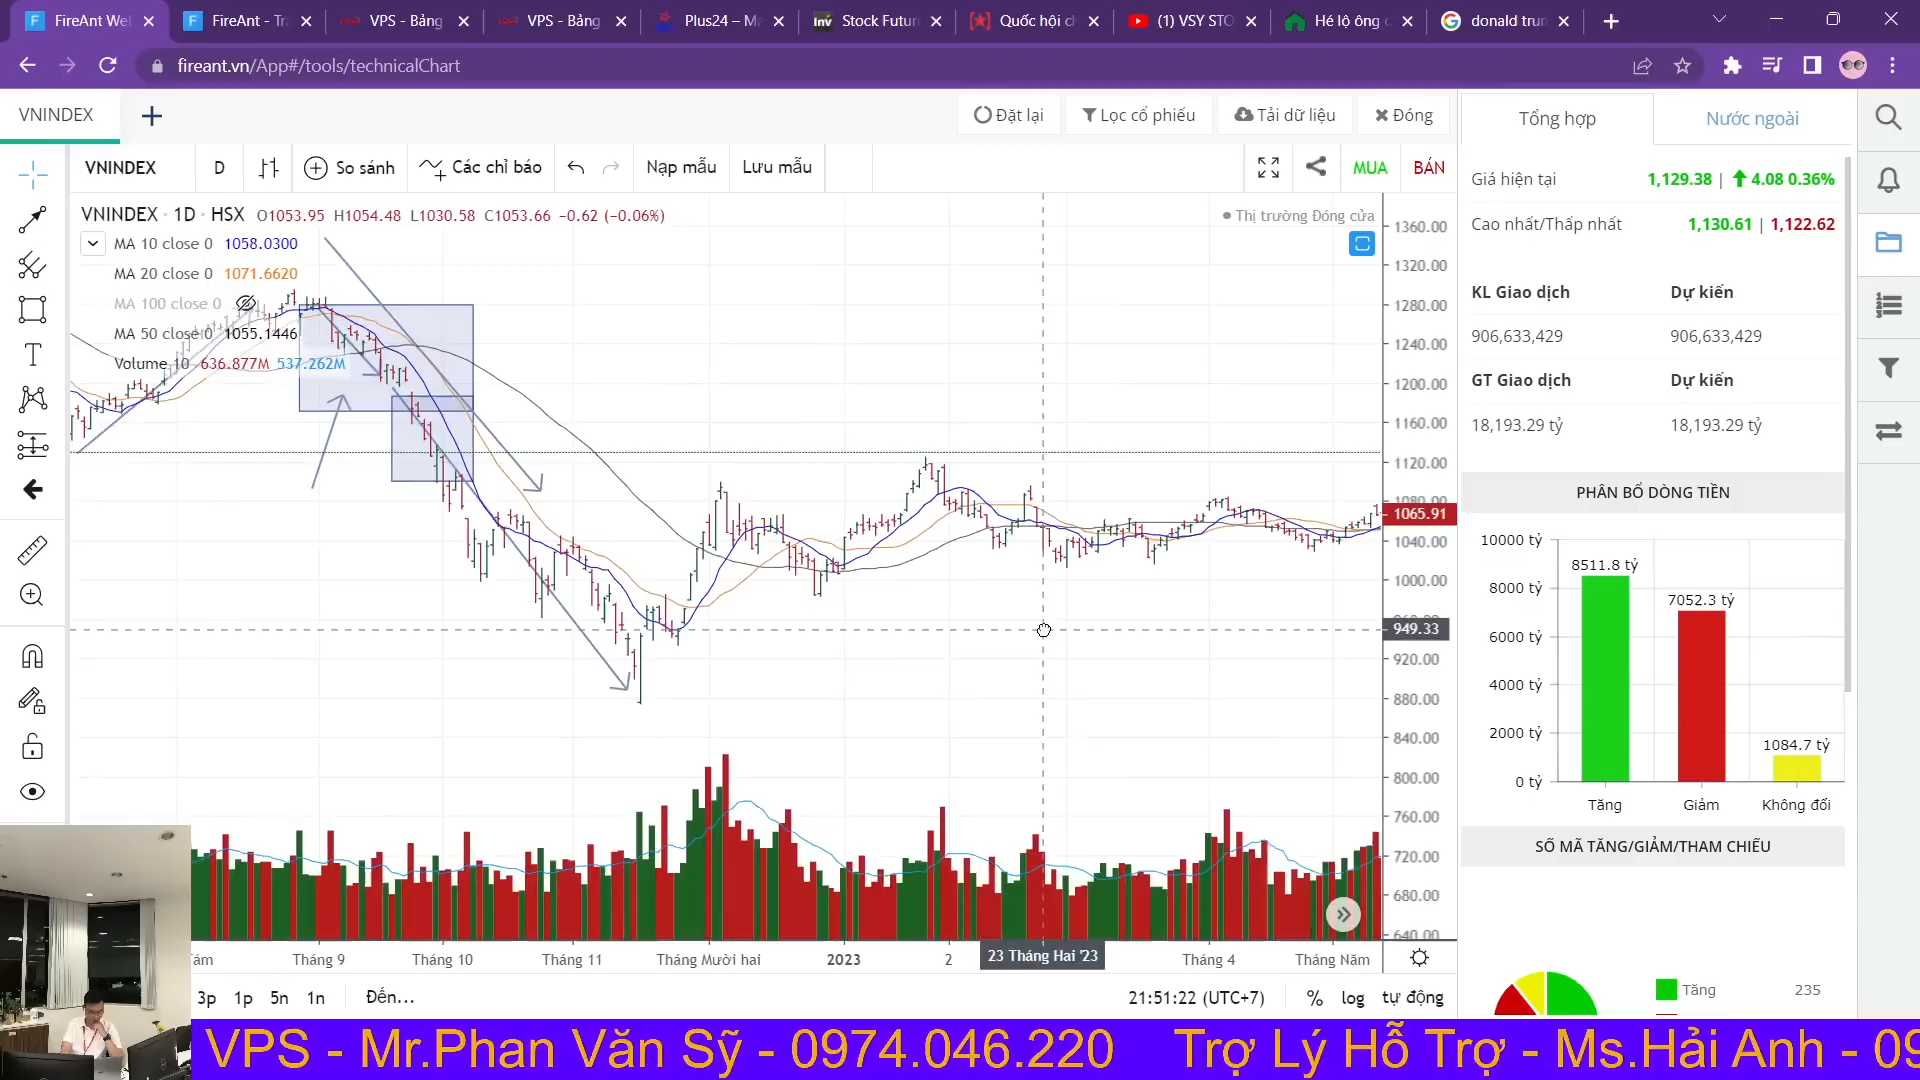 FireAnt We
FireAnt - Tr
VPS - Bảng
VPS - Bảng
Plus24 – M
Stock Futur
Quốc hội c
(1) VSY STO
Hé lộ ông c
donald trun
fireant.vn/App#/tools/technicalChart
VNINDEX
Đặt lại
Lọc cổ phiếu
Tải dữ liệu
Đóng
VNINDEX
D
So sánh
Các chỉ báo
Nạp mẫu
Lưu mẫu
MUA
BÁN
VNINDEX · 1D · HSX O1053.95 H1054.48 L1030.58 C1053.66 −0.62 (−0.06%)
Thị trường Đóng cửa
MA 10 close 0 1058.0300
MA 20 close 0 1071.6620
MA 100 close 0
MA 50 close 0 1055.1446
Volume 10 636.877M 537.262M
1360.00
1320.00
1280.00
1240.00
1200.00
1160.00
1120.00
1080.00
1065.91
1040.00
1000.00
960.00
949.33
920.00
880.00
840.00
800.00
760.00
720.00
680.00
640.00
Tháng 9
Tháng 10
Tháng 11
Tháng Mười hai
2023
2
23 Tháng Hai '23
Tháng 4
Tháng Năm
3p 1p 5n 1n Đến...
21:51:22 (UTC+7) % log tự động
Tổng hợp
Nước ngoài
Giá hiện tại 1,129.38 | 4.08 0.36%
Cao nhất/Thấp nhất 1,130.61 | 1,122.62
KL Giao dịch Dự kiến
906,633,429 906,633,429
GT Giao dịch Dự kiến
18,193.29 tỷ 18,193.29 tỷ
PHÂN BỔ DÒNG TIỀN
10000 tỷ
8000 tỷ
6000 tỷ
4000 tỷ
2000 tỷ
0 tỷ
8511.8 tỷ
7052.3 tỷ
1084.7 tỷ
Tăng
Giảm
Không đổi
SỐ MÃ TĂNG/GIẢM/THAM CHIẾU
Tăng 235
VPS - Mr.Phan Văn Sỹ - 0974.046.220 Trợ Lý Hỗ Trợ - Ms.Hải Anh - 09